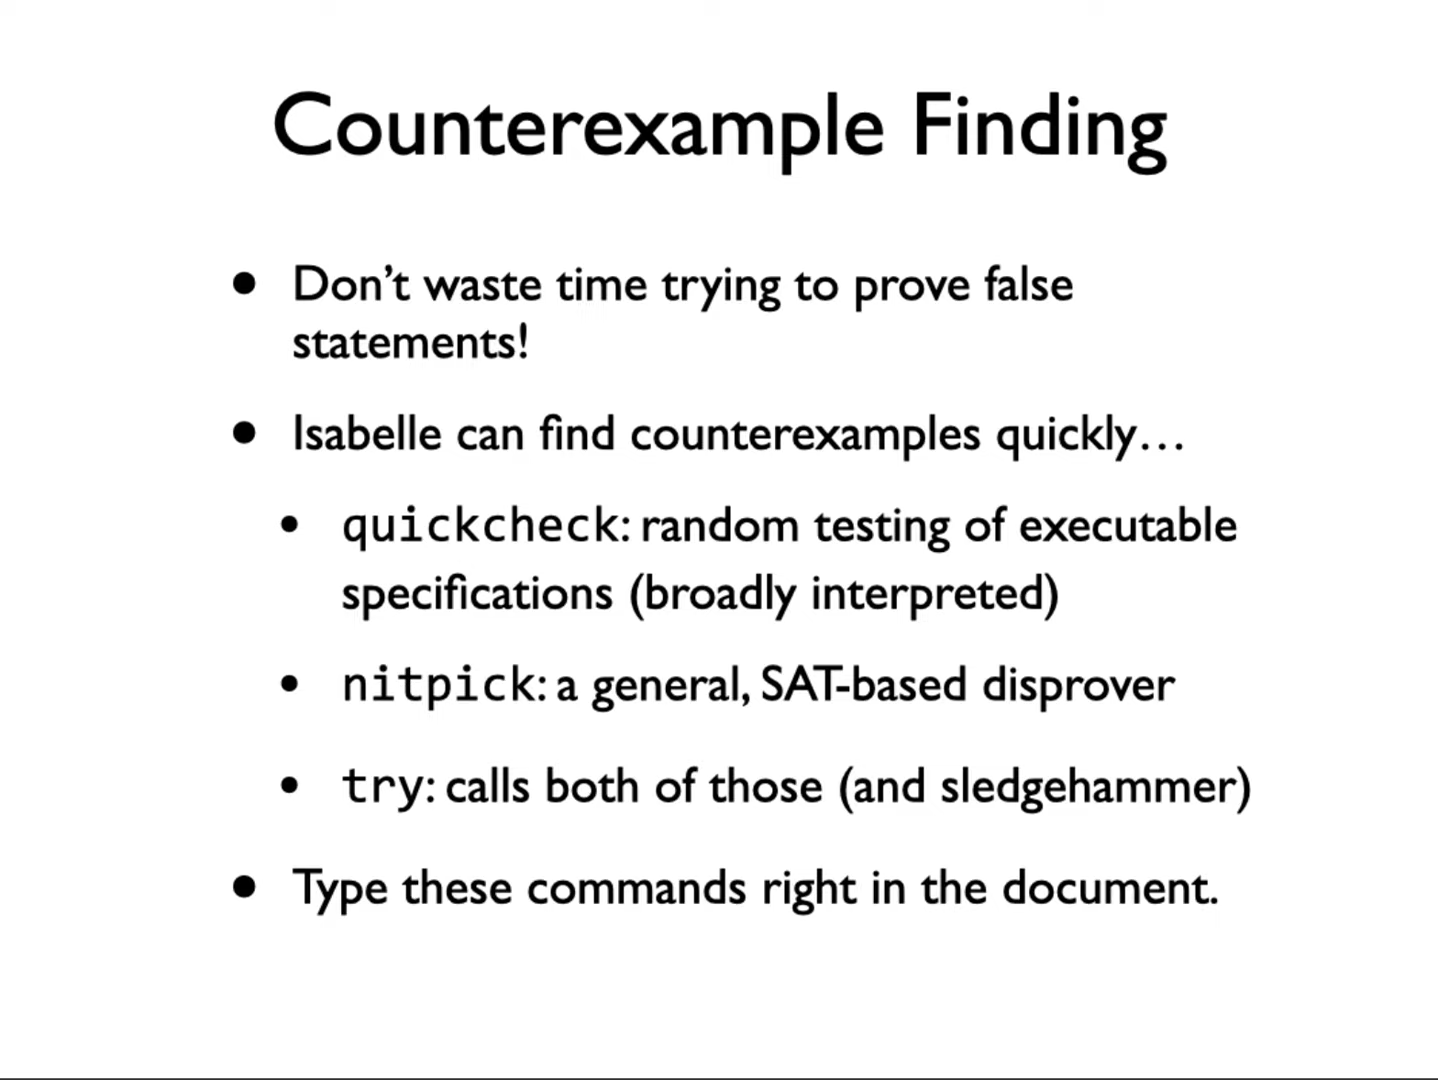 Counterexample Finding
• Don’t waste time trying to prove false
statements!
• Isabelle can find counterexamples quickly…
• quickcheck: random testing of executable
specifications (broadly interpreted)
• nitpick: a general, SAT-based disprover
• try: calls both of those (and sledgehammer)
• Type these commands right in the document.